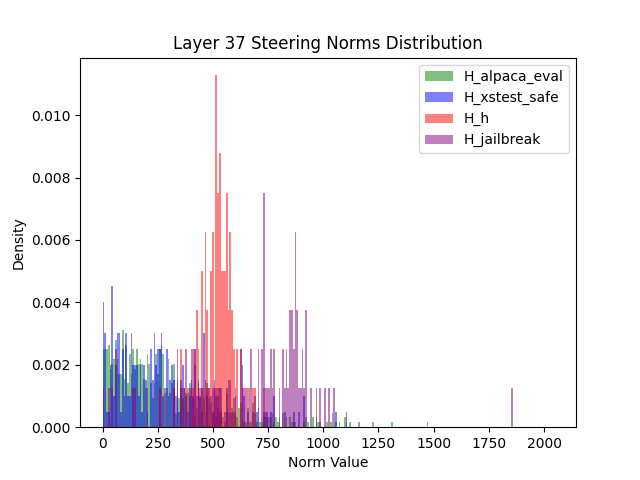 Layer 37 Steering Norms Distribution
H_alpaca_eval
H_xstest_safe
H_h
H_jailbreak
Density
0.010
0.008
0.006
0.004
0.002
0.000
0 250 500 750 1000 1250 1500 1750 2000
Norm Value